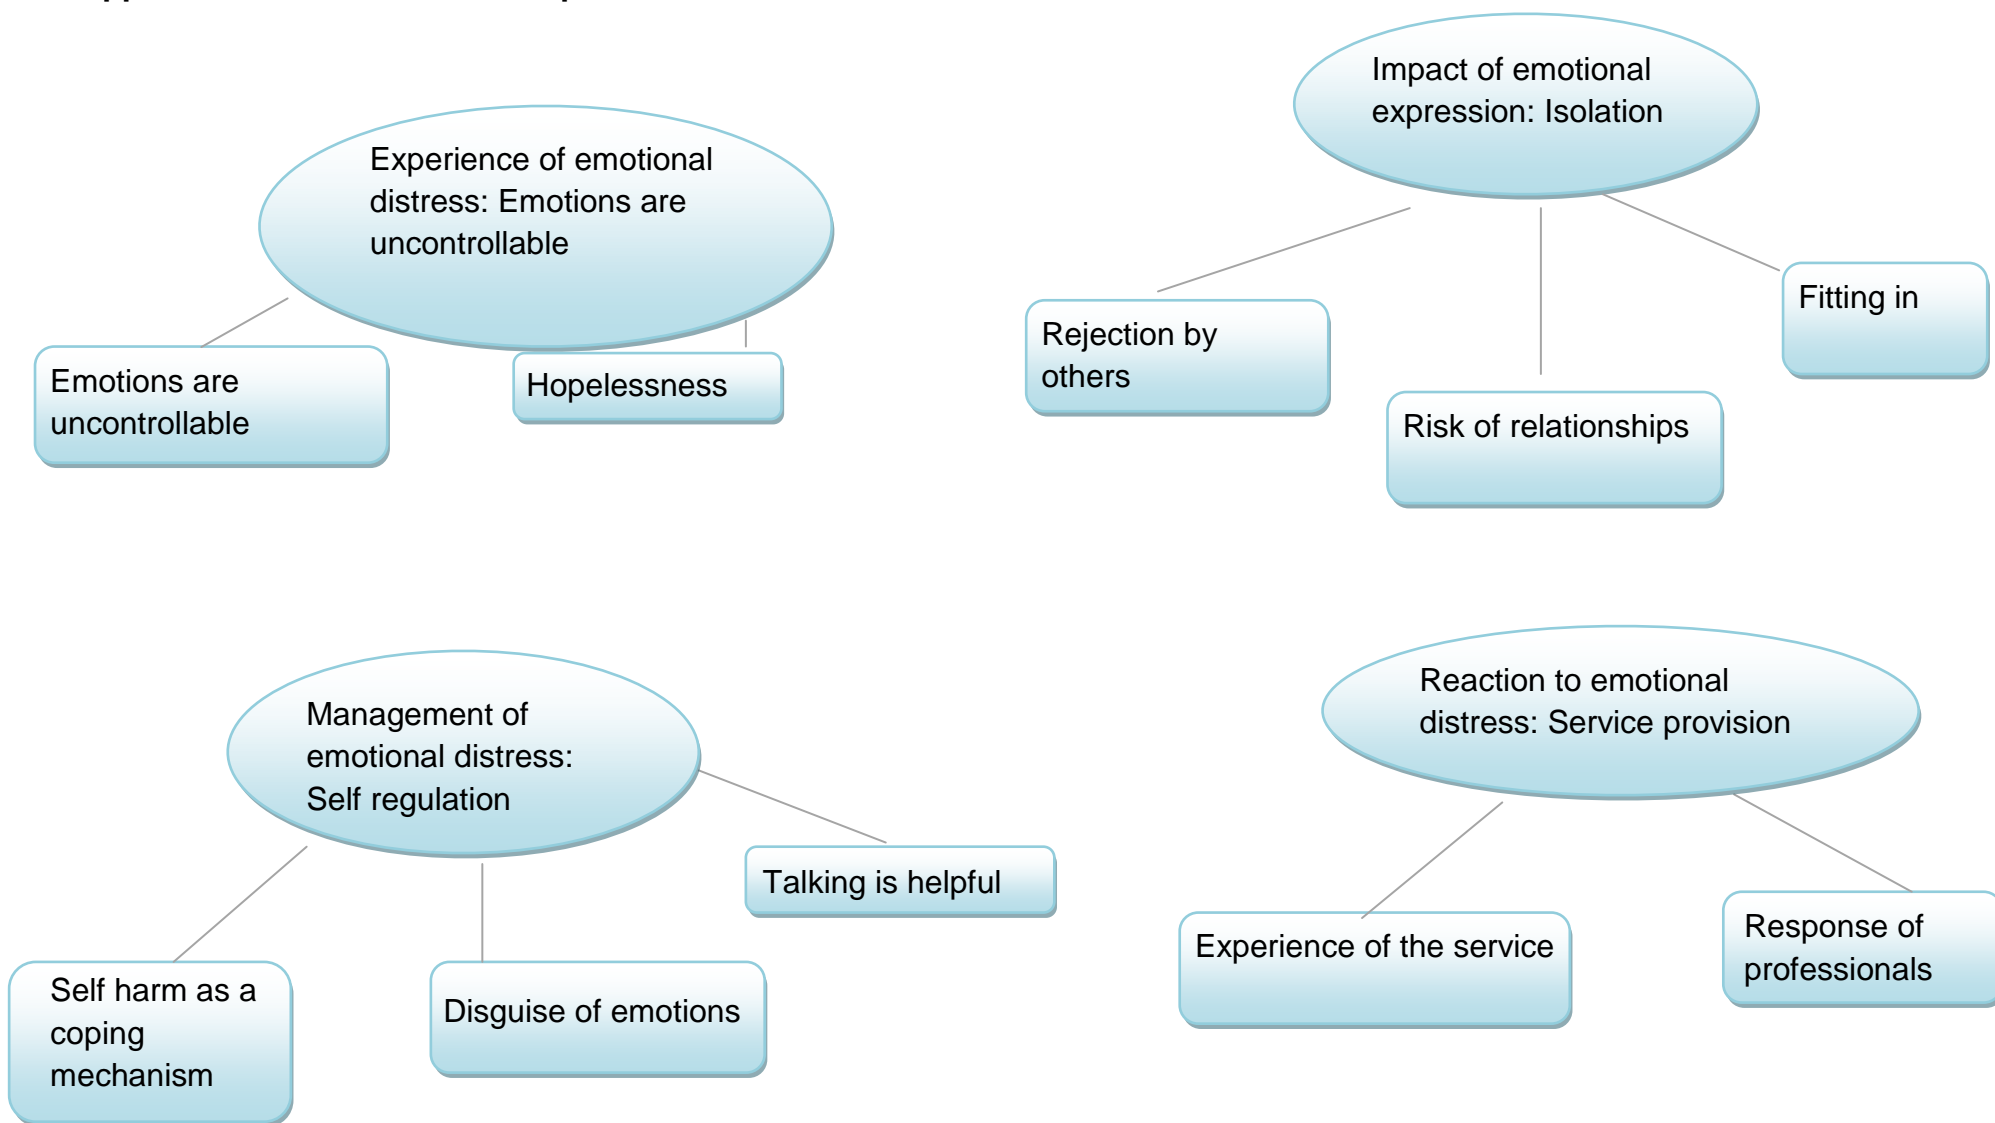 Impact of emotional
expression: Isolation
Experience of emotional
distress: Emotions are
uncontrollable
Fitting in
Rejection by
others
Emotions are
uncontrollable
Hopelessness
Risk of relationships
Reaction to emotional
distress: Service provision
Management of
emotional distress:
Self regulation
Talking is helpful
Experience of the service
Response of
professionals
Self harm as a
coping
mechanism
Disguise of emotions